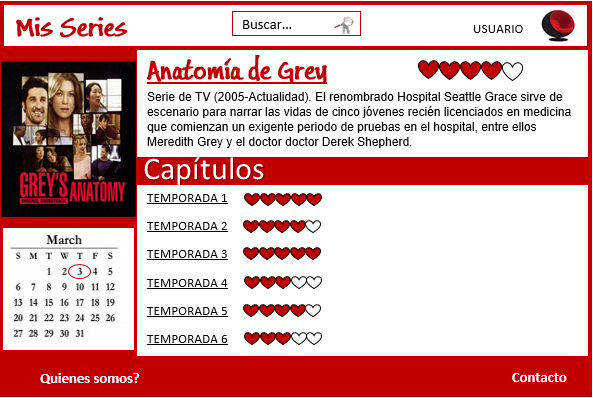 Mis Series
Buscar...
USUARIO
Anatomía de Grey
Serie de TV (2005-Actualidad). El renombrado Hospital Seattle Grace sirve de
escenario para narrar las vidas de cinco jóvenes recién licenciados en medicina
que comienzan un exigente periodo de pruebas en el hospital, entre ellos
Meredith Grey y el doctor doctor Derek Shepherd.
GREY'S ANATOMY
ORIGINAL SOUNDTRACK
Capítulos
TEMPORADA 1
TEMPORADA 2
TEMPORADA 3
TEMPORADA 4
TEMPORADA 5
TEMPORADA 6
March
S M T W T F S
1 2 3 4 5
6 7 8 9 10 11 12
13 14 15 16 17 18 19
20 21 22 23 24 25 26
27 28 29 30 31
Quienes somos?
Contacto